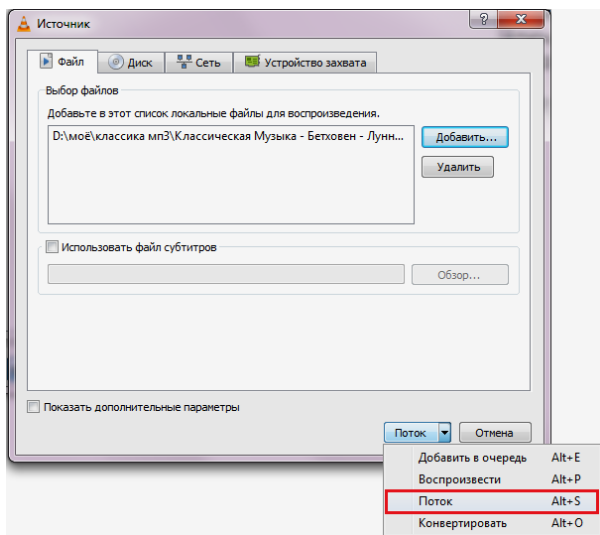 Источник
Файл Диск Сеть Устройство захвата
Выбор файлов
Добавьте в этот список локальные файлы для воспроизведения.
D:\моё\классика мп3\Классическая Музыка - Бетховен - Лунн... Добавить...
Удалить
Использовать файл субтитров
Обзор...
Показать дополнительные параметры
Поток Отмена
Добавить в очередь Alt+E
Воспроизвести Alt+P
Поток Alt+S
Конвертировать Alt+O